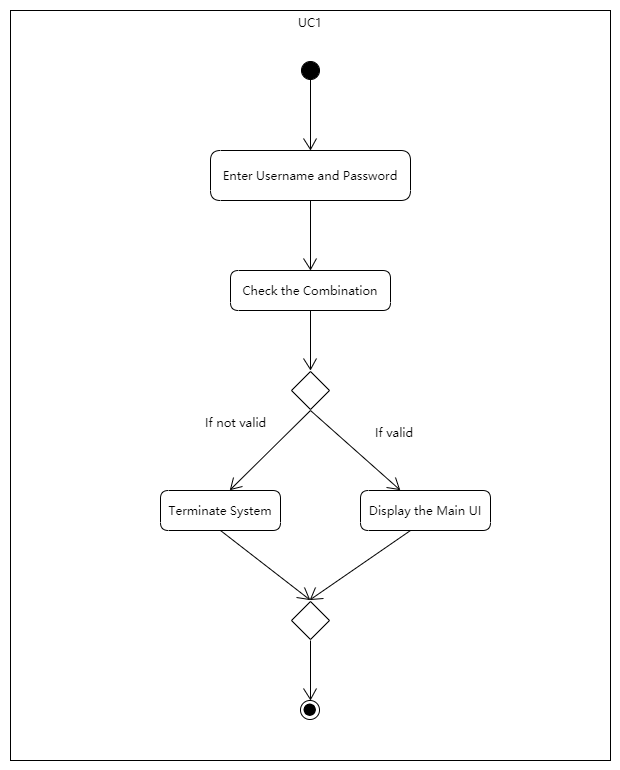 UC1
Enter Username and Password
Check the Combination
If not valid
If valid
Terminate System
Display the Main UI